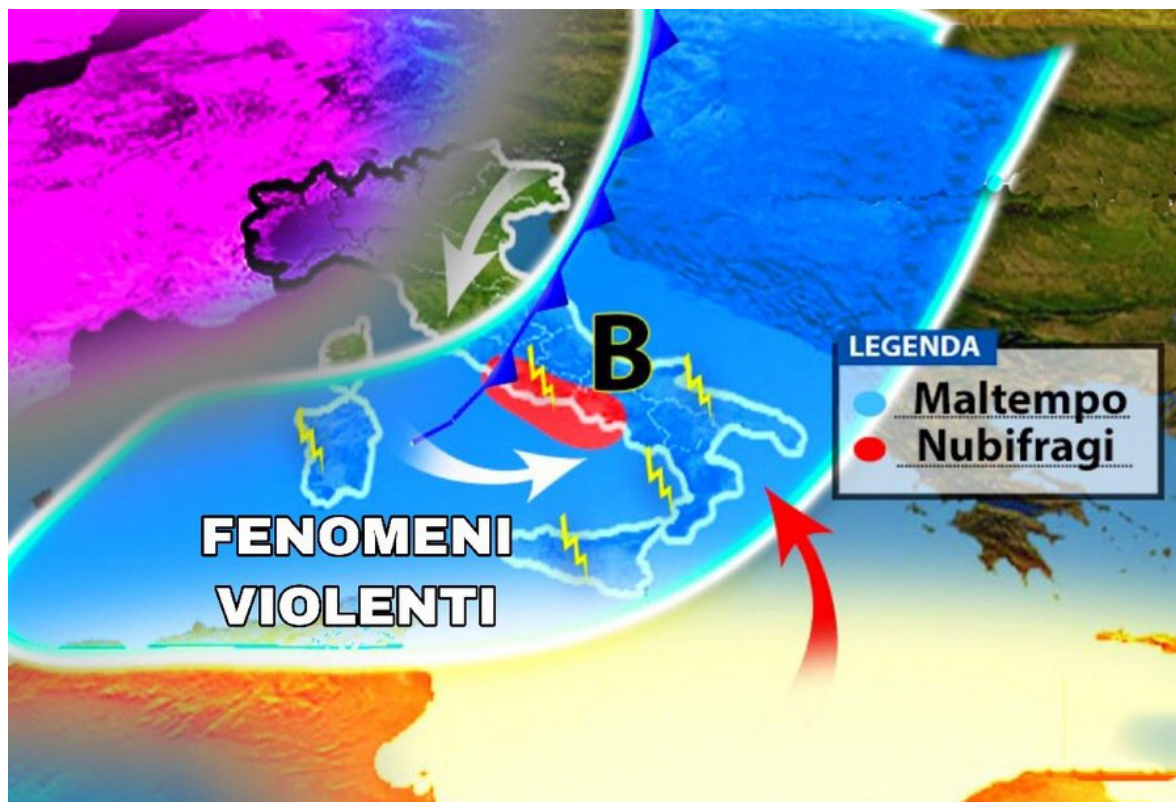 B
LEGENDA
Maltempo
Nubifragi
FENOMENI
VIOLENTI